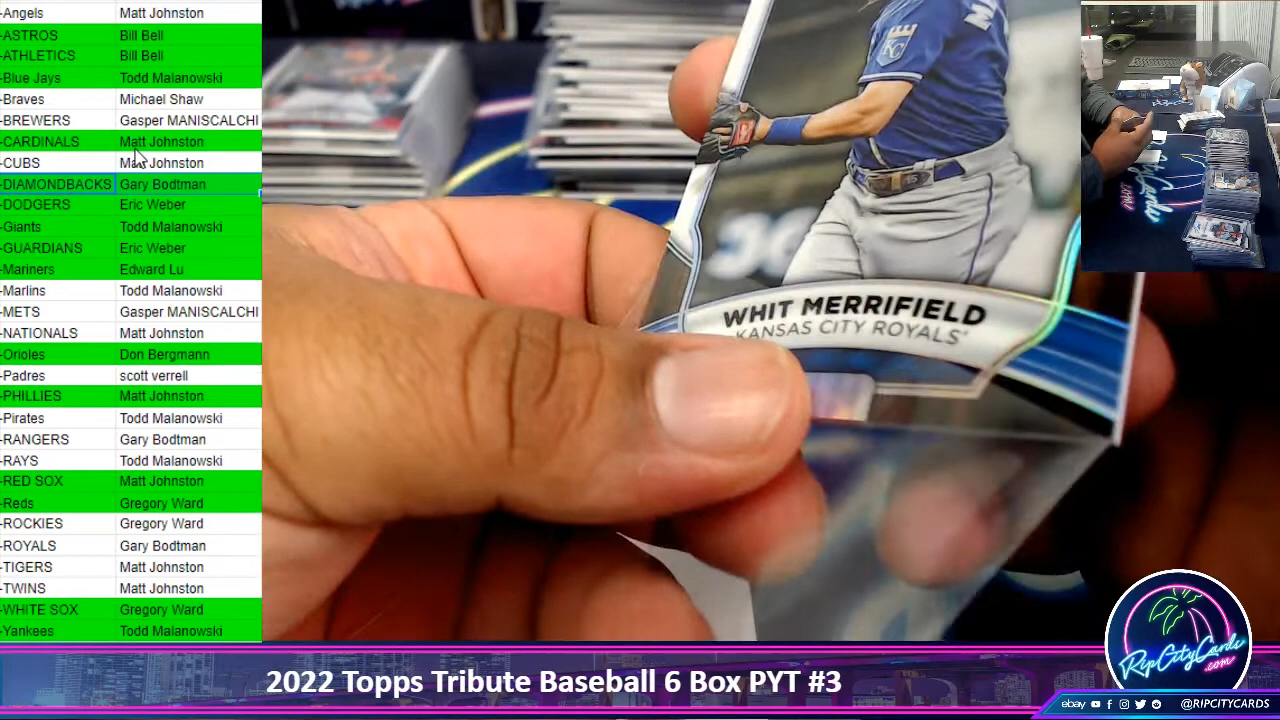 -Angels Matt Johnston
-ASTROS Bill Bell
-ATHLETICS Bill Bell
-Blue Jays Todd Malanowski
-Braves Michael Shaw
-BREWERS Gasper MANISCALCHI
-CARDINALS Matt Johnston
-CUBS Matt Johnston
-DIAMONDBACKS Gary Bodtman
-DODGERS Eric Weber
-Giants Todd Malanowski
-GUARDIANS Eric Weber
-Mariners Edward Lu
-Marlins Todd Malanowski
-METS Gasper MANISCALCHI
-NATIONALS Matt Johnston
-Orioles Don Bergmann
-Padres scott verrell
-PHILLIES Matt Johnston
-Pirates Todd Malanowski
-RANGERS Gary Bodtman
-RAYS Todd Malanowski
-RED SOX Matt Johnston
-Reds Gregory Ward
-ROCKIES Gregory Ward
-ROYALS Gary Bodtman
-TIGERS Matt Johnston
-TWINS Matt Johnston
-WHITE SOX Gregory Ward
-Yankees Todd Malanowski
KC
15
WHIT MERRIFIELD
KANSAS CITY ROYALS
2022 Topps Tribute Baseball 6 Box PYT #3
RipCityCards
.com
ebay @RIPCITYCARDS